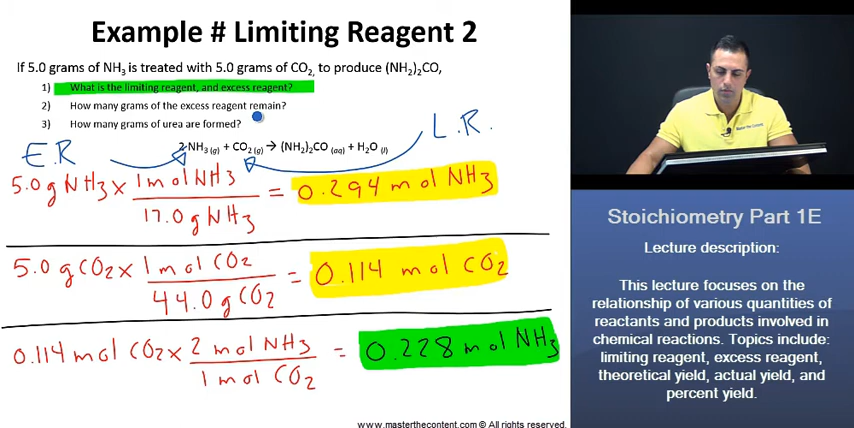 Example # Limiting Reagent 2
If 5.0 grams of NH₃ is treated with 5.0 grams of CO₂, to produce (NH₂)₂CO,
1) What is the limiting reagent, and excess reagent?
2) How many grams of the excess reagent remain?
3) How many grams of urea are formed?
E.R
L.R.
2 NH₃ (g) + CO₂ (g) → (NH₂)₂CO (aq) + H₂O (l)
5.0 g NH₃ × 1 mol NH₃ / 17.0 g NH₃ = 0.294 mol NH₃
5.0 g CO₂ × 1 mol CO₂ / 44.0 g CO₂ = 0.114 mol CO₂
0.114 mol CO₂ × 2 mol NH₃ / 1 mol CO₂ = 0.228 mol NH₃
www.masterthecontent.com © All rights reserved.
Stoichiometry Part 1E
Lecture description:
This lecture focuses on the
relationship of various quantities of
reactants and products involved in
chemical reactions. Topics include:
limiting reagent, excess reagent,
theoretical yield, actual yield, and
percent yield.